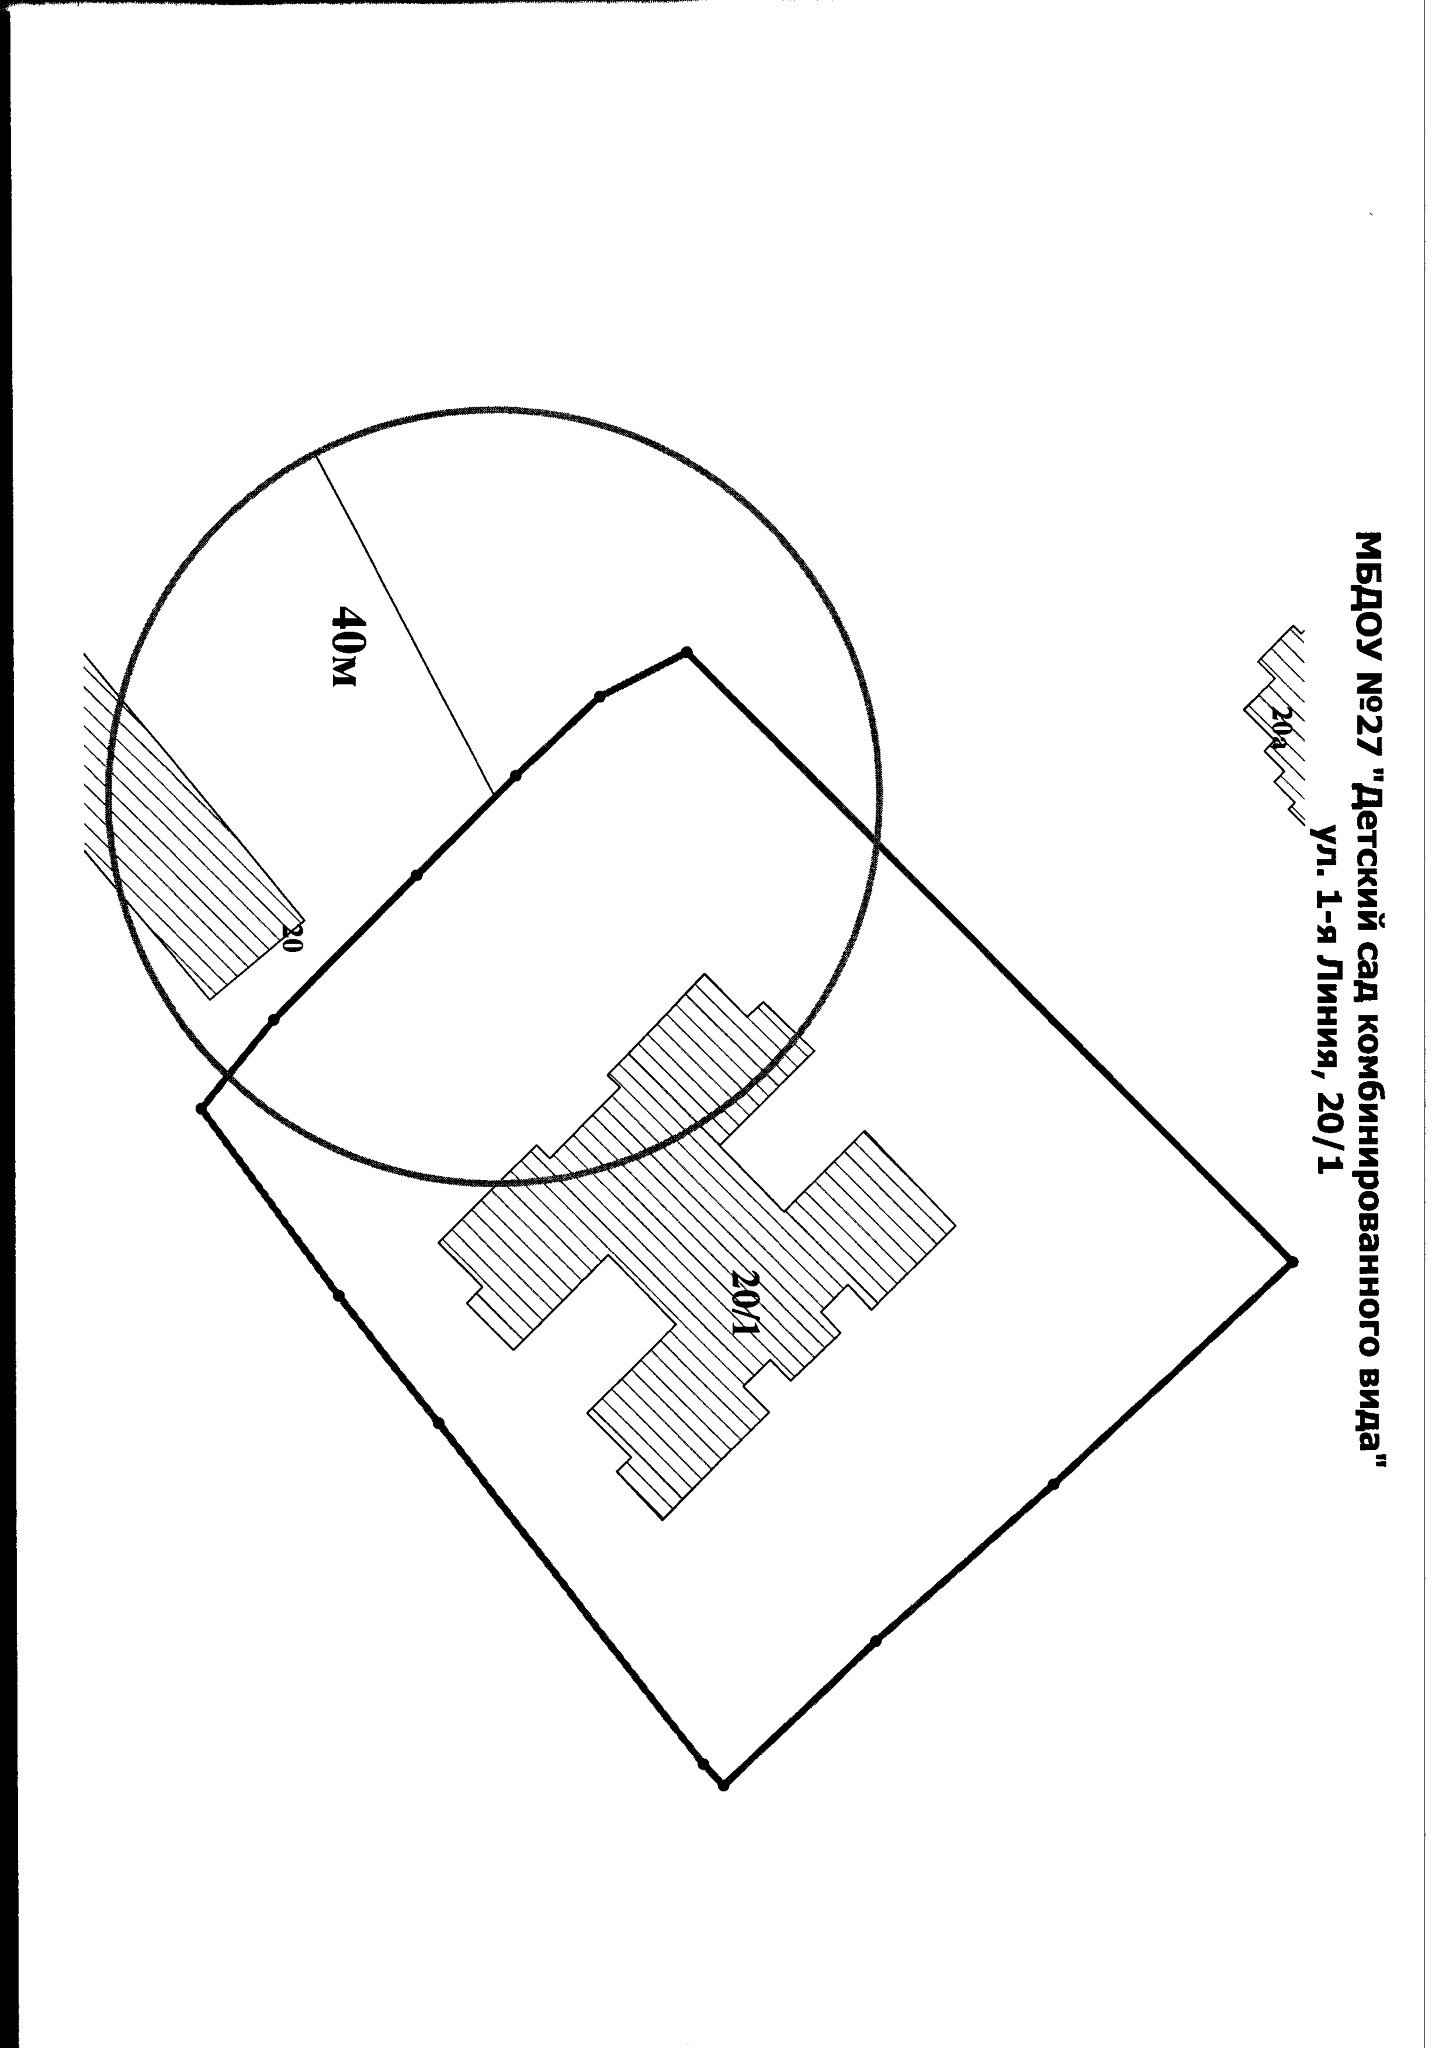 МБДОУ №27 "Детский сад комбинированного вида"
ул. 1-я Линия, 20/1
20а
40м
20
20/1